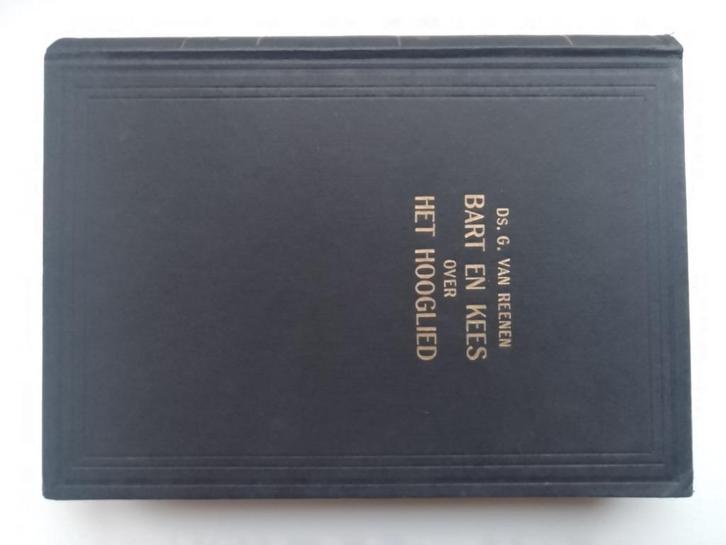 DS. G. VAN REENEN
BART EN KEES
OVER
HET HOOGLIED